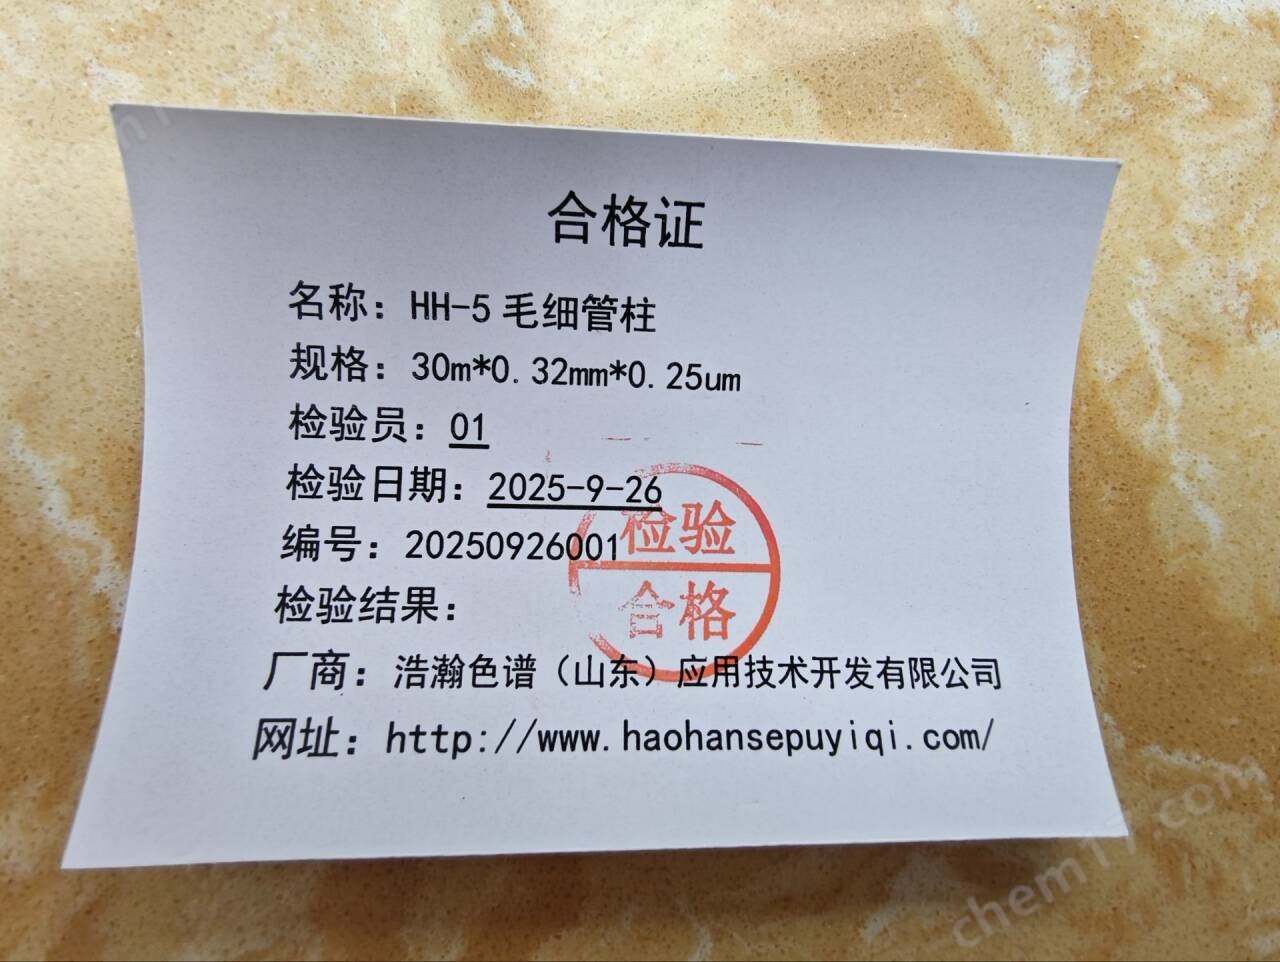 合格证
名称：HH-5 毛细管柱
规格：30m*0.32mm*0.25um
检验员：01
检验日期：2025-9-26
编号：20250926001
检验
合格
检验结果：
厂商：浩瀚色谱（山东）应用技术开发有限公司
网址：http://www.haohansepuyiqi.com/
chem17.com